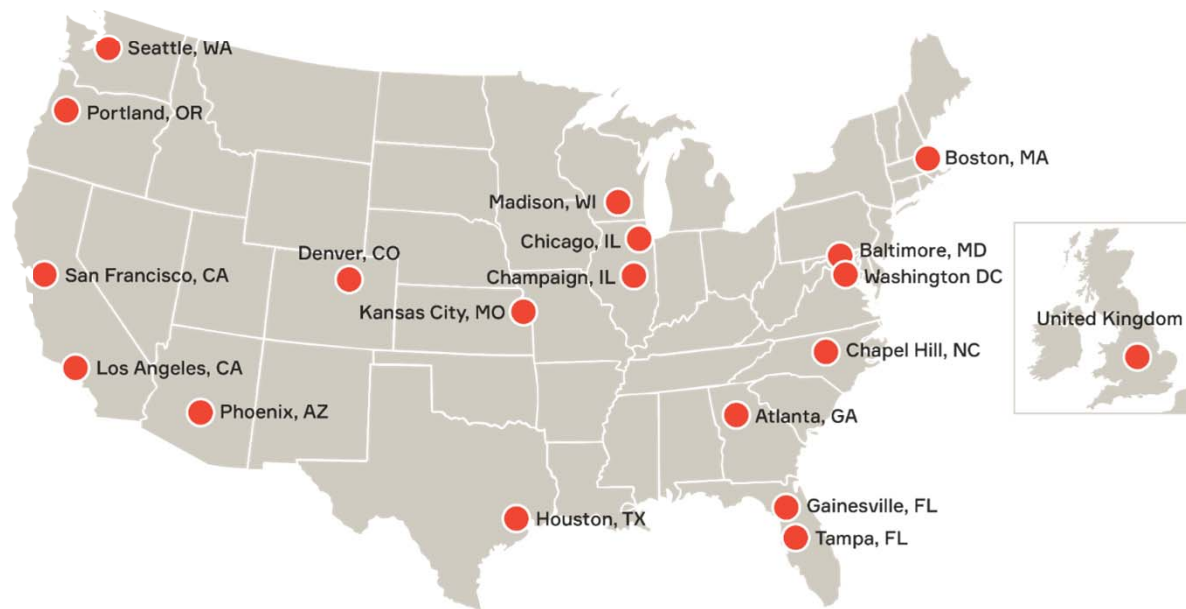 Seattle, WA
Portland, OR
Boston, MA
Madison, WI
Chicago, IL
Denver, CO
Baltimore, MD
San Francisco, CA
Champaign, IL
Washington DC
Kansas City, MO
United Kingdom
Chapel Hill, NC
Los Angeles, CA
Phoenix, AZ
Atlanta, GA
Gainesville, FL
Houston, TX
Tampa, FL